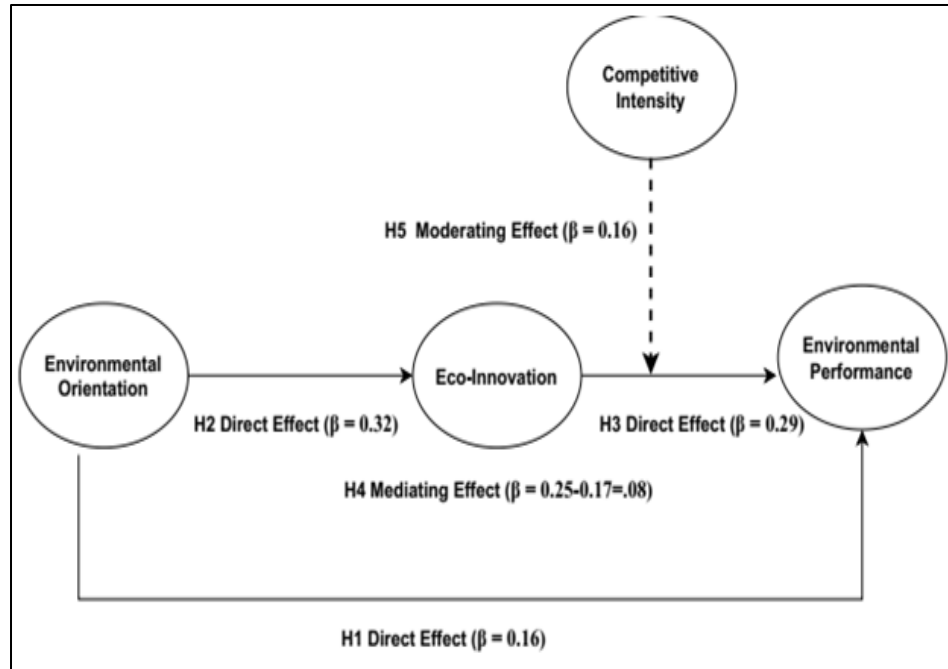 Competitive
Intensity
H5 Moderating Effect (β = 0.16)
Environmental
Orientation
Eco-Innovation
Environmental
Performance
H2 Direct Effect (β = 0.32)
H3 Direct Effect (β = 0.29)
H4 Mediating Effect (β = 0.25-0.17=.08)
H1 Direct Effect (β = 0.16)